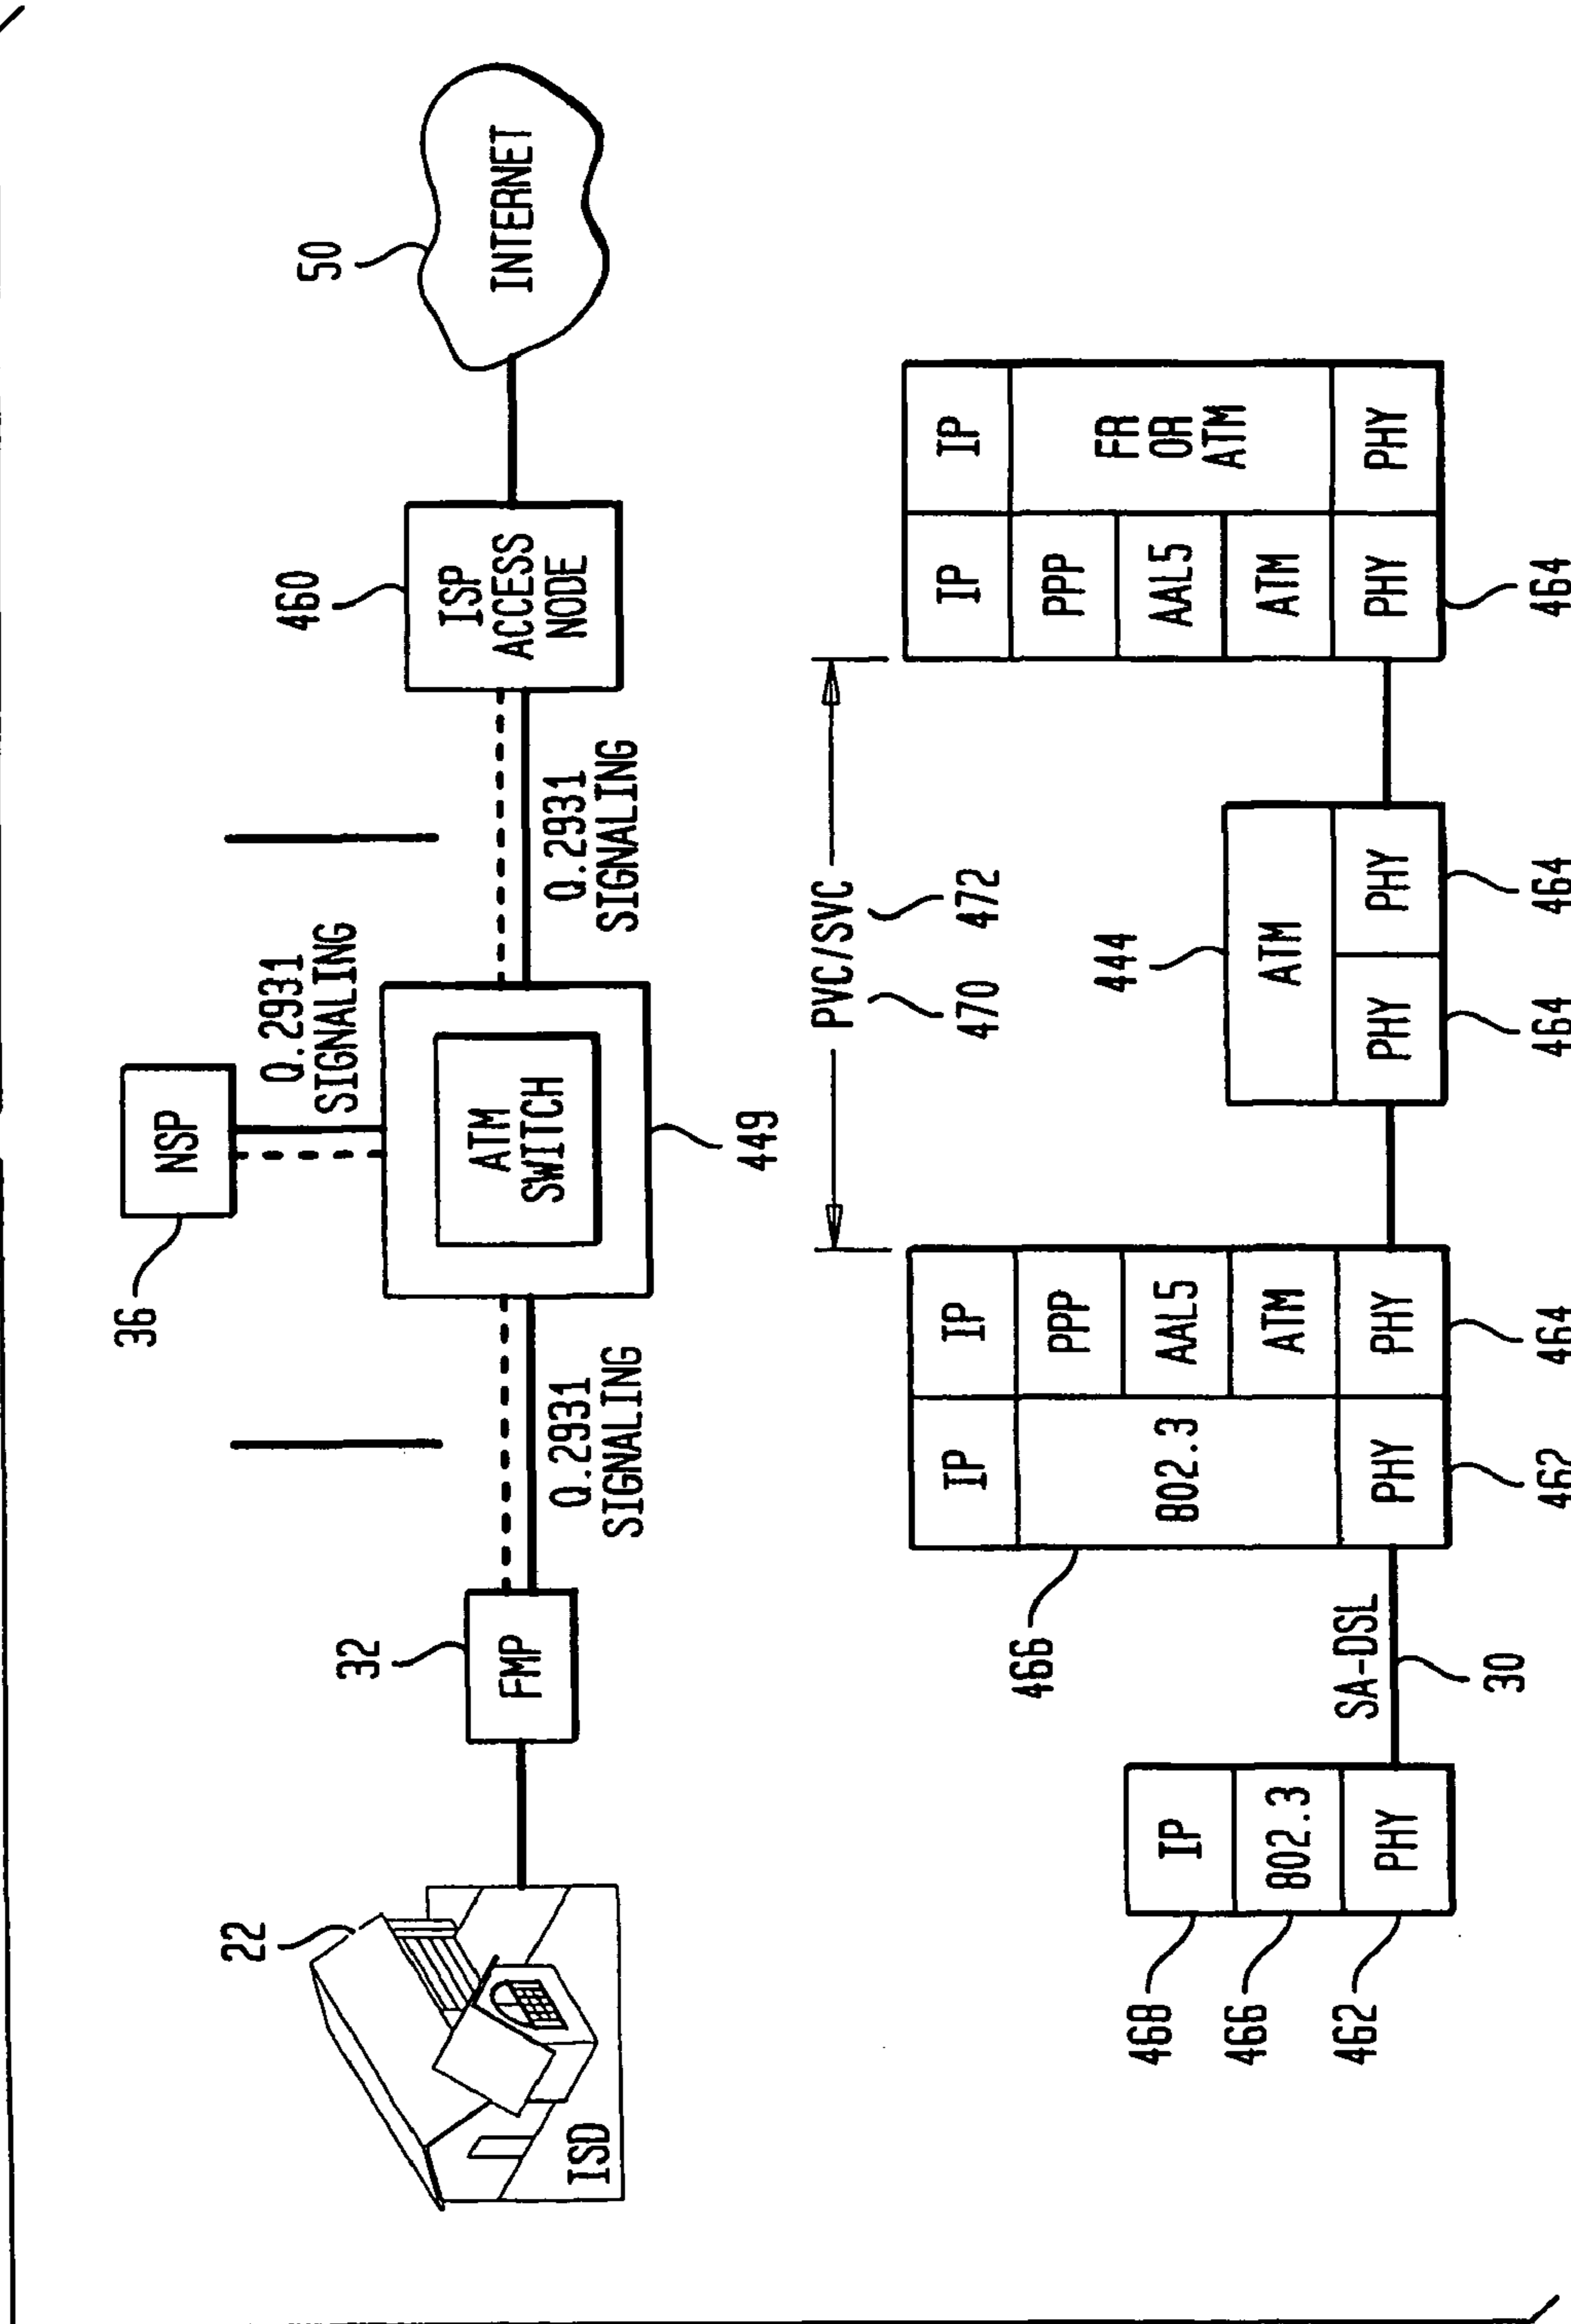 50
INTERNET
460
ISP
ACCESS
NODE
Q.2931
SIGNALING
NSP
36
Q.2931
SIGNALING
ATM
SWITCH
449
Q.2931
SIGNALING
32
FMP
22
ISD
PVC/SVC
470
472
468
466
462
IP
802.3
PHY
SA-DSL
30
466
IP
802.3
PHY
462
IP
PPP
AAL5
ATM
PHY
464
444
ATM
PHY
PHY
464
464
IP
PPP
AAL5
ATM
PHY
464
IP
FR
OR
ATM
PHY